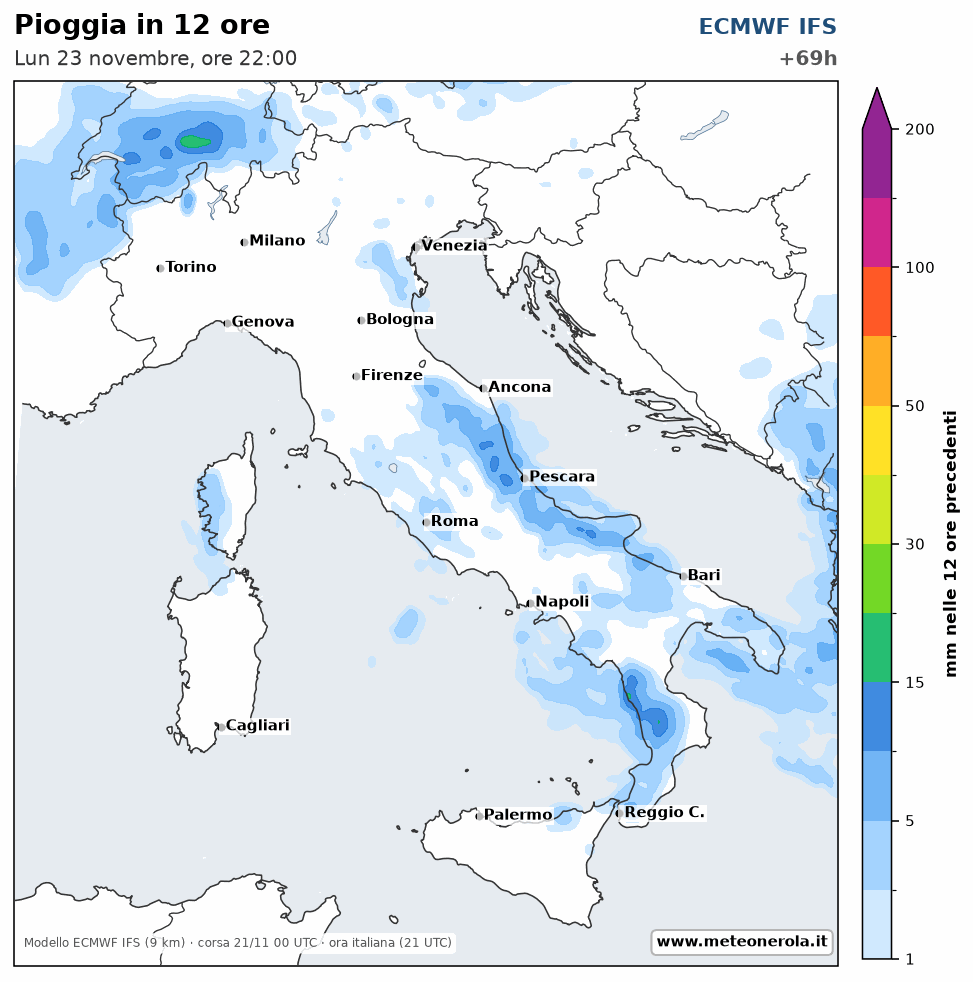 Pioggia in 12 ore
ECMWF IFS
Lun 23 novembre, ore 22:00
+69h
200
100
50
30
15
5
1
mm nelle 12 ore precedenti
Milano
Venezia
Torino
Genova
Bologna
Firenze
Ancona
Pescara
Roma
Bari
Napoli
Cagliari
Palermo
Reggio C.
Modello ECMWF IFS (9 km) · corsa 21/11 00 UTC · ora italiana (21 UTC)
www.meteonerola.it